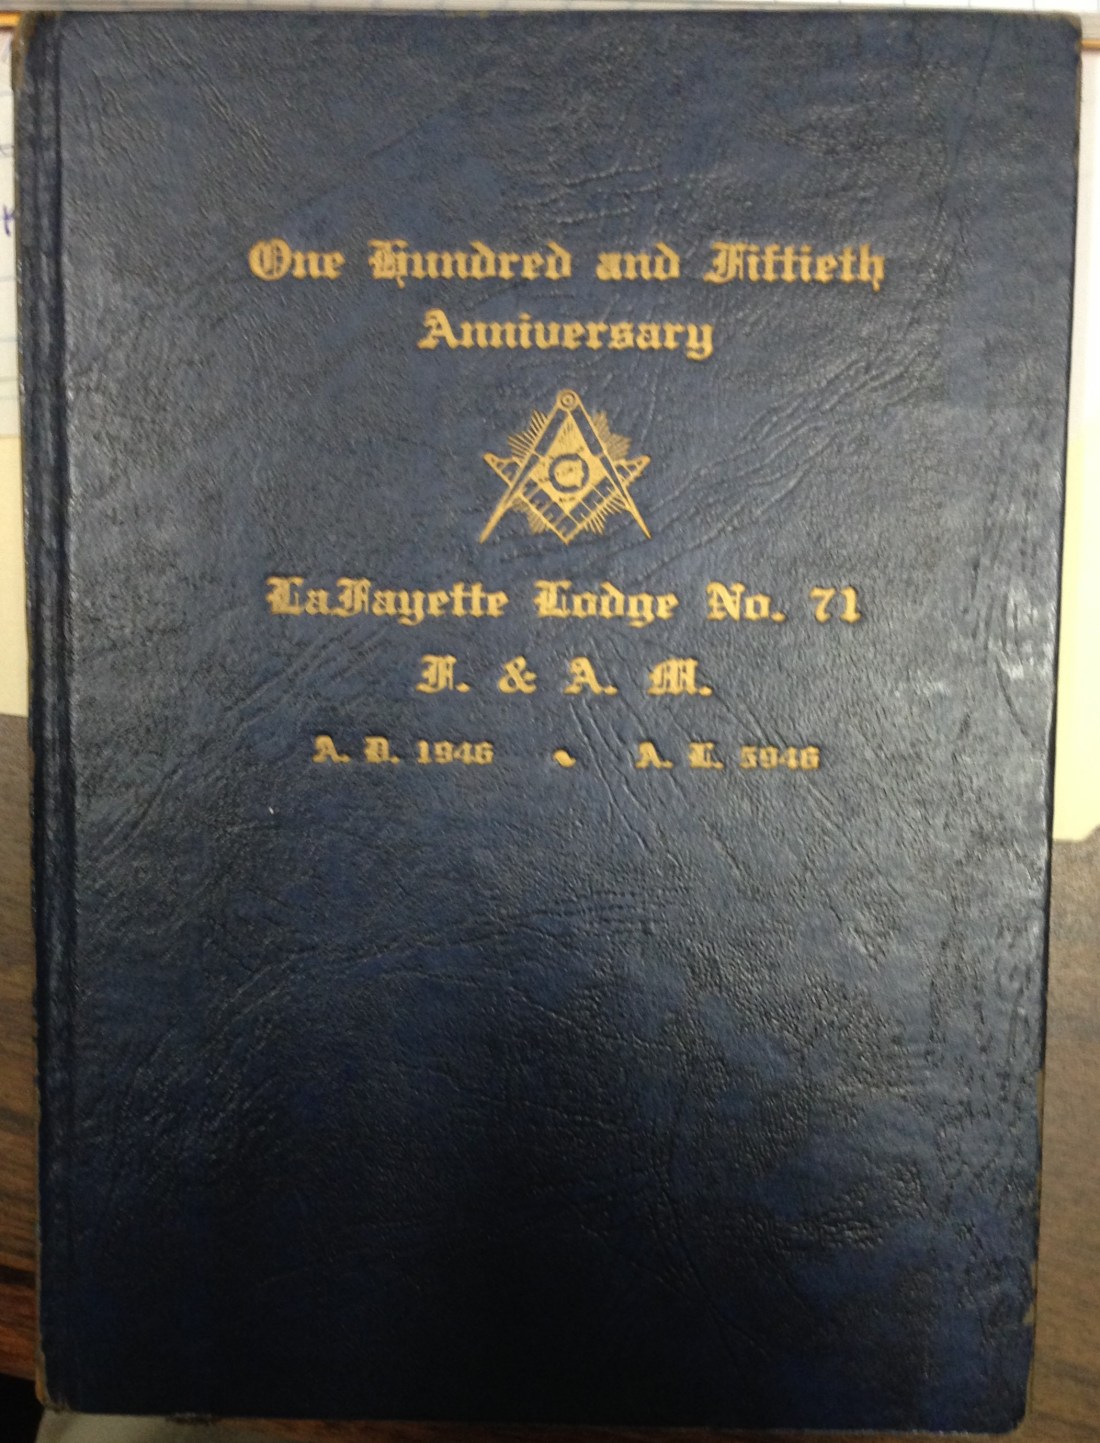 One Hundred and Fiftieth
Anniversary
G
LaFayette Lodge No. 71
F. & A. M.
A. D. 1946 ~ A. L. 5946